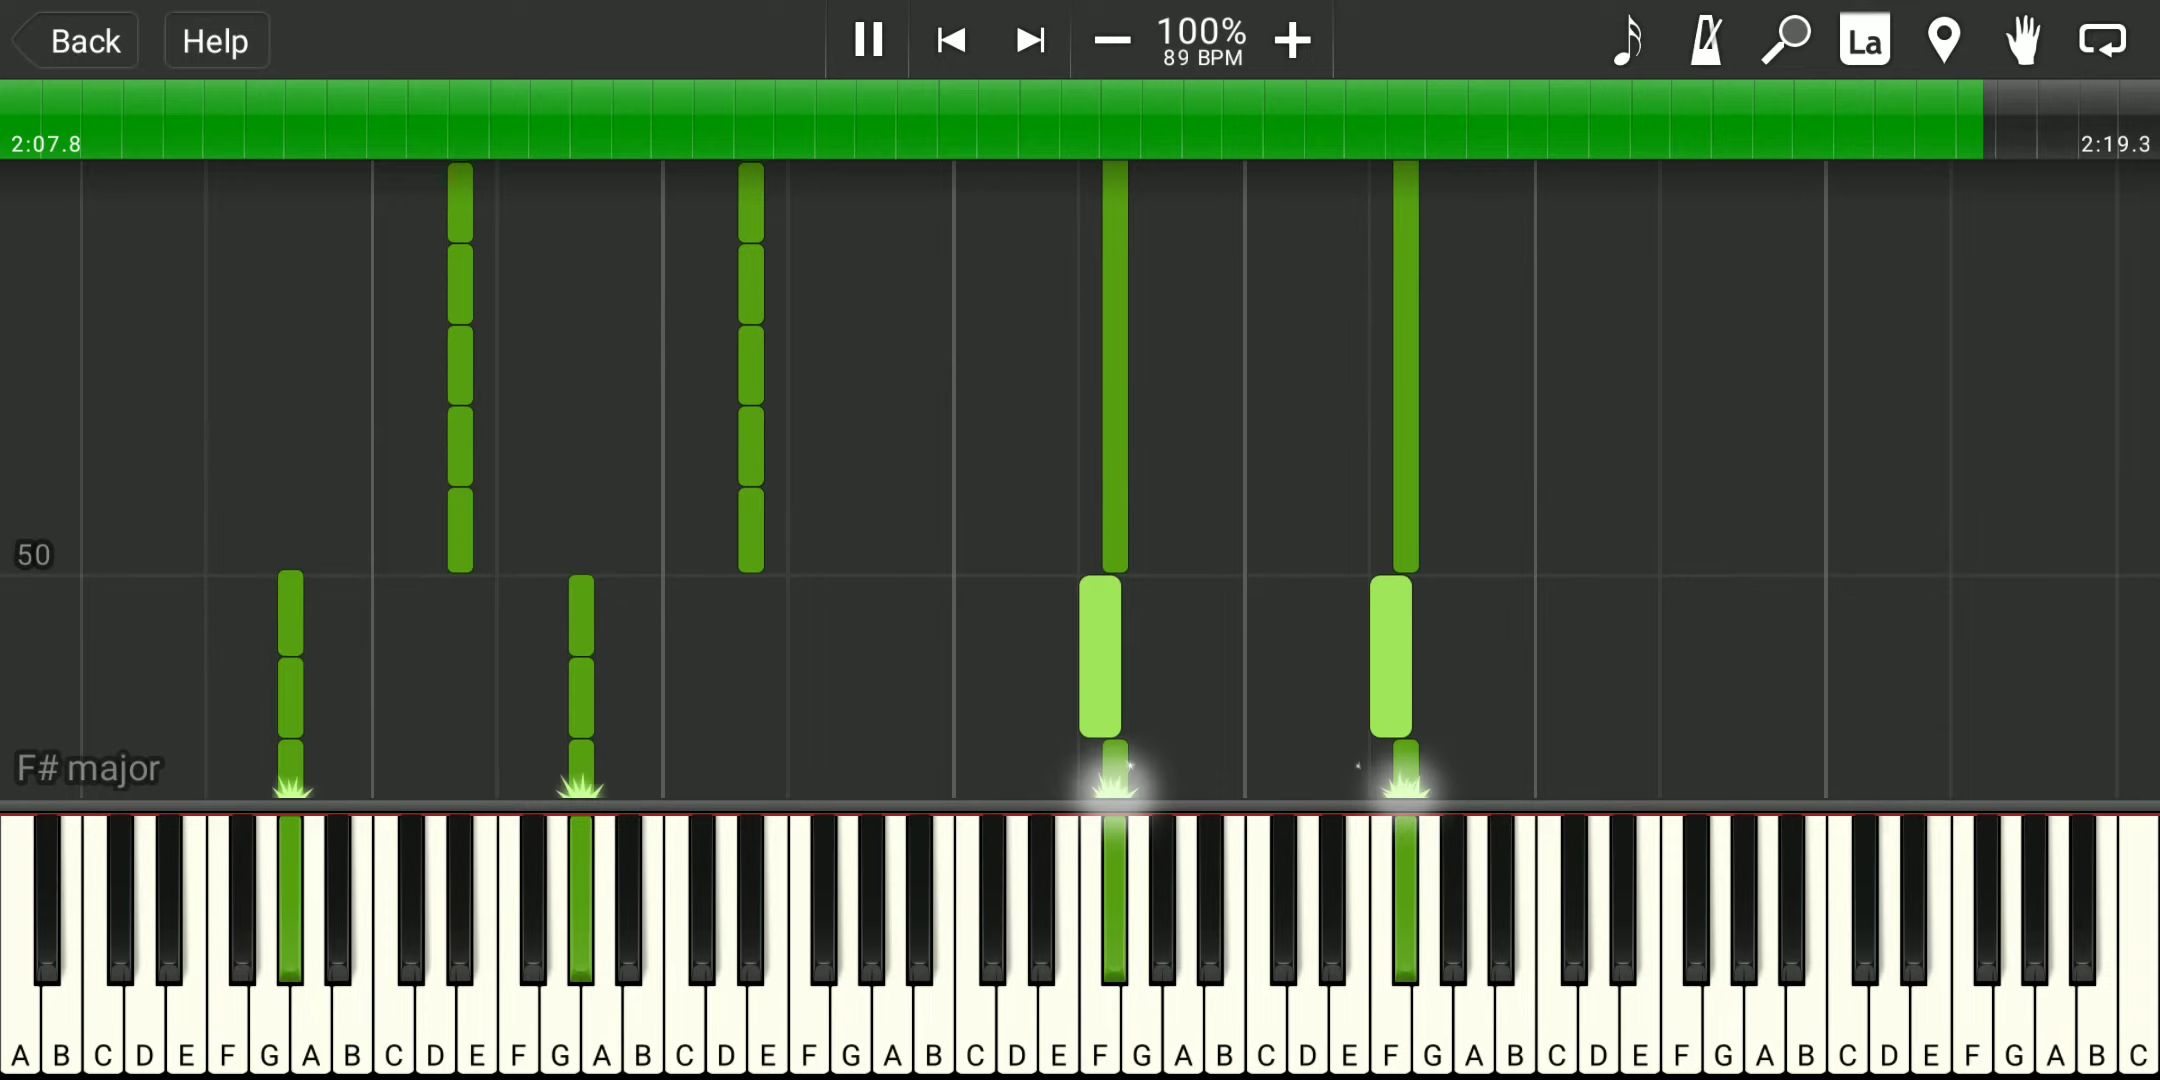 Back Help 100% La
89 BPM
2:07.8 2:19.3
50
F# major
A B C D E F G A B C D E F G A B C D E F G A B C D E F G A B C D E F G A B C D E F G A B C D E F G A B C